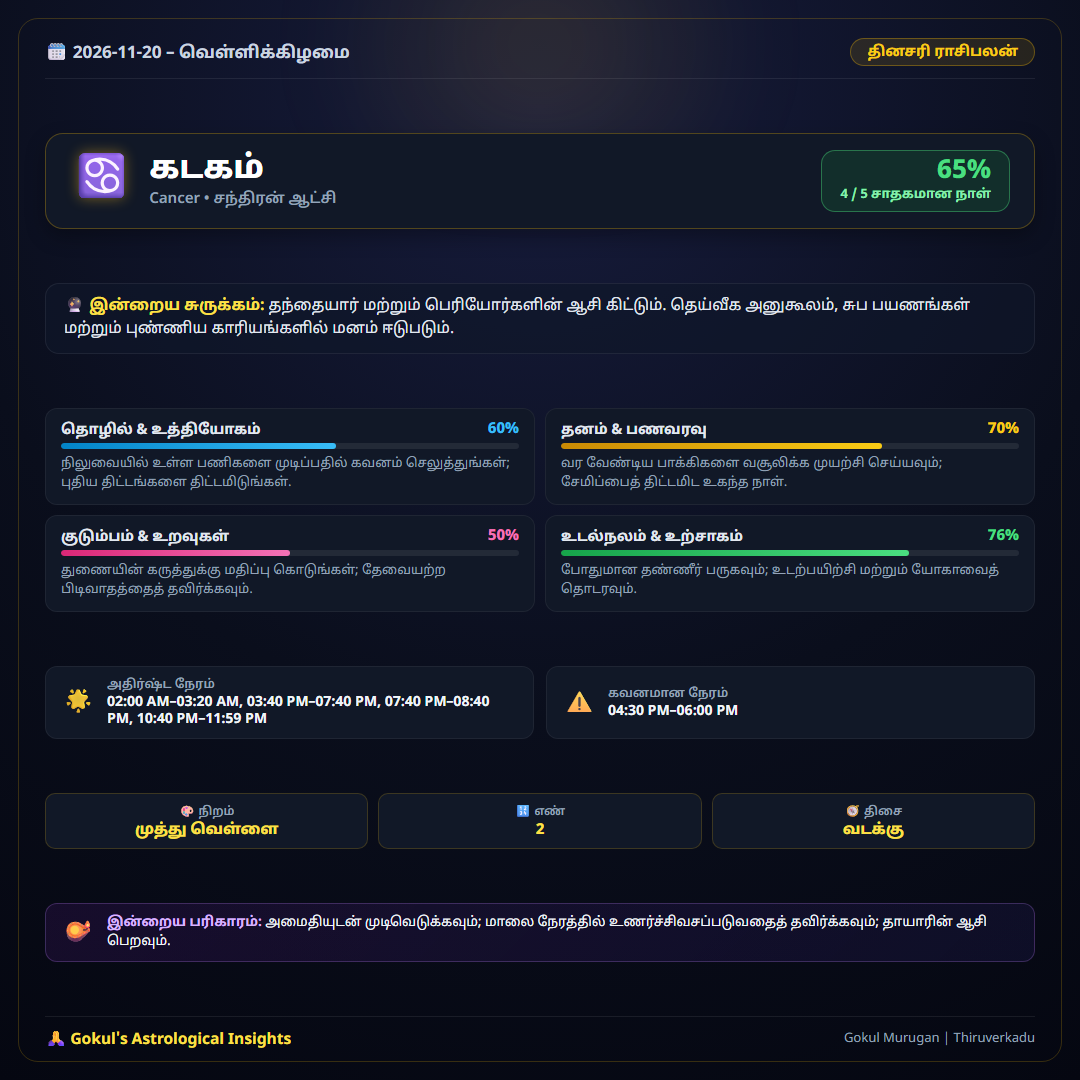 2026-11-20 – வெள்ளிக்கிழமை
தினசரி ராசிபலன்
கடகம்
Cancer • சந்திரன் ஆட்சி
65%
4 / 5 சாதகமான நாள்
இன்றைய சுருக்கம்: தந்தையார் மற்றும் பெரியோர்களின் ஆசி கிட்டும். தெய்வீக அனுகூலம், சுப பயணங்கள்
மற்றும் புண்ணிய காரியங்களில் மனம் ஈடுபடும்.
தொழில் & உத்தியோகம்
60%
நிலுவையில் உள்ள பணிகளை முடிப்பதில் கவனம் செலுத்துங்கள்;
புதிய திட்டங்களை திட்டமிடுங்கள்.
தனம் & பணவரவு
70%
வர வேண்டிய பாக்கிகளை வசூலிக்க முயற்சி செய்யவும்;
சேமிப்பைத் திட்டமிட உகந்த நாள்.
குடும்பம் & உறவுகள்
50%
துணையின் கருத்துக்கு மதிப்பு கொடுங்கள்; தேவையற்ற
பிடிவாதத்தைத் தவிர்க்கவும்.
உடல்நலம் & உற்சாகம்
76%
போதுமான தண்ணீர் பருகவும்; உடற்பயிற்சி மற்றும் யோகாவைத்
தொடரவும்.
அதிர்ஷ்ட நேரம்
02:00 AM–03:20 AM, 03:40 PM–07:40 PM, 07:40 PM–08:40
PM, 10:40 PM–11:59 PM
கவனமான நேரம்
04:30 PM–06:00 PM
நிறம்
முத்து வெள்ளை
எண்
2
திசை
வடக்கு
இன்றைய பரிகாரம்: அமைதியுடன் முடிவெடுக்கவும்; மாலை நேரத்தில் உணர்ச்சிவசப்படுவதைத் தவிர்க்கவும்; தாயாரின் ஆசி
பெறவும்.
Gokul's Astrological Insights
Gokul Murugan | Thiruverkadu